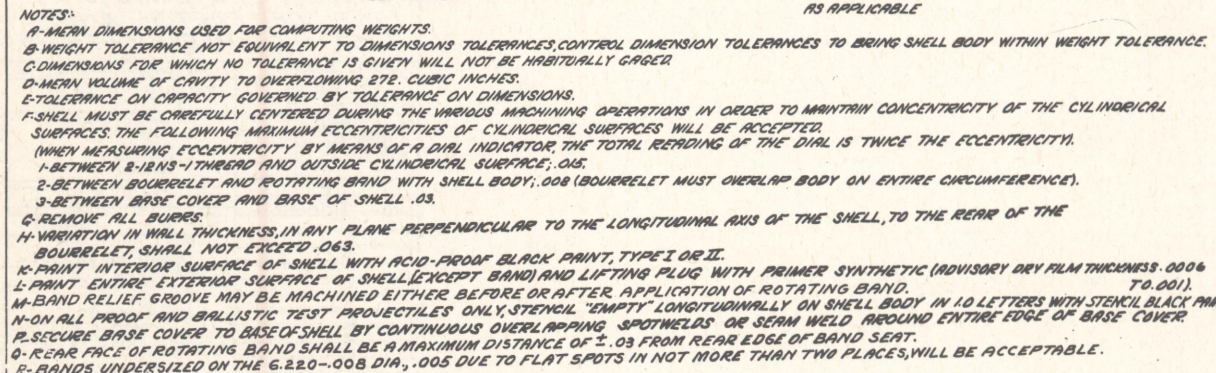 NOTES:-
AS APPLICABLE
A-MEAN DIMENSIONS USED FOR COMPUTING WEIGHTS.
B-WEIGHT TOLERANCE NOT EQUIVALENT TO DIMENSIONS TOLERANCES, CONTROL DIMENSION TOLERANCES TO BRING SHELL BODY WITHIN WEIGHT TOLERANCE.
C-DIMENSIONS FOR WHICH NO TOLERANCE IS GIVEN WILL NOT BE HABITUALLY GAGED.
D-MEAN VOLUME OF CAVITY TO OVERFLOWING 272. CUBIC INCHES.
E-TOLERANCE ON CAPACITY GOVERNED BY TOLERANCE ON DIMENSIONS.
F-SHELL MUST BE CAREFULLY CENTERED DURING THE VARIOUS MACHINING OPERATIONS IN ORDER TO MAINTAIN CONCENTRICITY OF THE CYLINDRICAL
SURFACES. THE FOLLOWING MAXIMUM ECCENTRICITIES OF CYLINDRICAL SURFACES WILL BE ACCEPTED.
(WHEN MEASURING ECCENTRICITY BY MEANS OF A DIAL INDICATOR, THE TOTAL READING OF THE DIAL IS TWICE THE ECCENTRICITY).
1-BETWEEN 2-12NS-1 THREAD AND OUTSIDE CYLINDRICAL SURFACE; .015.
2-BETWEEN BOURRELET AND ROTATING BAND WITH SHELL BODY; .008 (BOURRELET MUST OVERLAP BODY ON ENTIRE CIRCUMFERENCE).
3-BETWEEN BASE COVER AND BASE OF SHELL .03.
G-REMOVE ALL BURRS.
H-VARIATION IN WALL THICKNESS, IN ANY PLANE PERPENDICULAR TO THE LONGITUDINAL AXIS OF THE SHELL, TO THE REAR OF THE
BOURRELET, SHALL NOT EXCEED .063.
K-PAINT INTERIOR SURFACE OF SHELL WITH ACID-PROOF BLACK PAINT, TYPE I OR II.
L-PAINT ENTIRE EXTERIOR SURFACE OF SHELL, (EXCEPT BAND) AND LIFTING PLUG WITH PRIMER SYNTHETIC (ADVISORY DRY FILM THICKNESS .0006
TO .001).
M-BAND RELIEF GROOVE MAY BE MACHINED EITHER BEFORE OR AFTER APPLICATION OF ROTATING BAND.
N-ON ALL PROOF AND BALLISTIC TEST PROJECTILES ONLY, STENCIL "EMPTY" LONGITUDINALLY ON SHELL BODY IN 1.0 LETTERS WITH STENCIL BLACK
P-SECURE BASE COVER TO BASE OF SHELL BY CONTINUOUS OVERLAPPING SPOTWELDS OR SEAM WELD AROUND ENTIRE EDGE OF BASE COVER.
Q-REAR FACE OF ROTATING BAND SHALL BE A MAXIMUM DISTANCE OF ±.03 FROM REAR EDGE OF BAND SEAT.
R-BANDS UNDERSIZED ON THE 6.220-.008 DIA., .005 DUE TO FLAT SPOTS IN NOT MORE THAN TWO PLACES, WILL BE ACCEPTABLE.